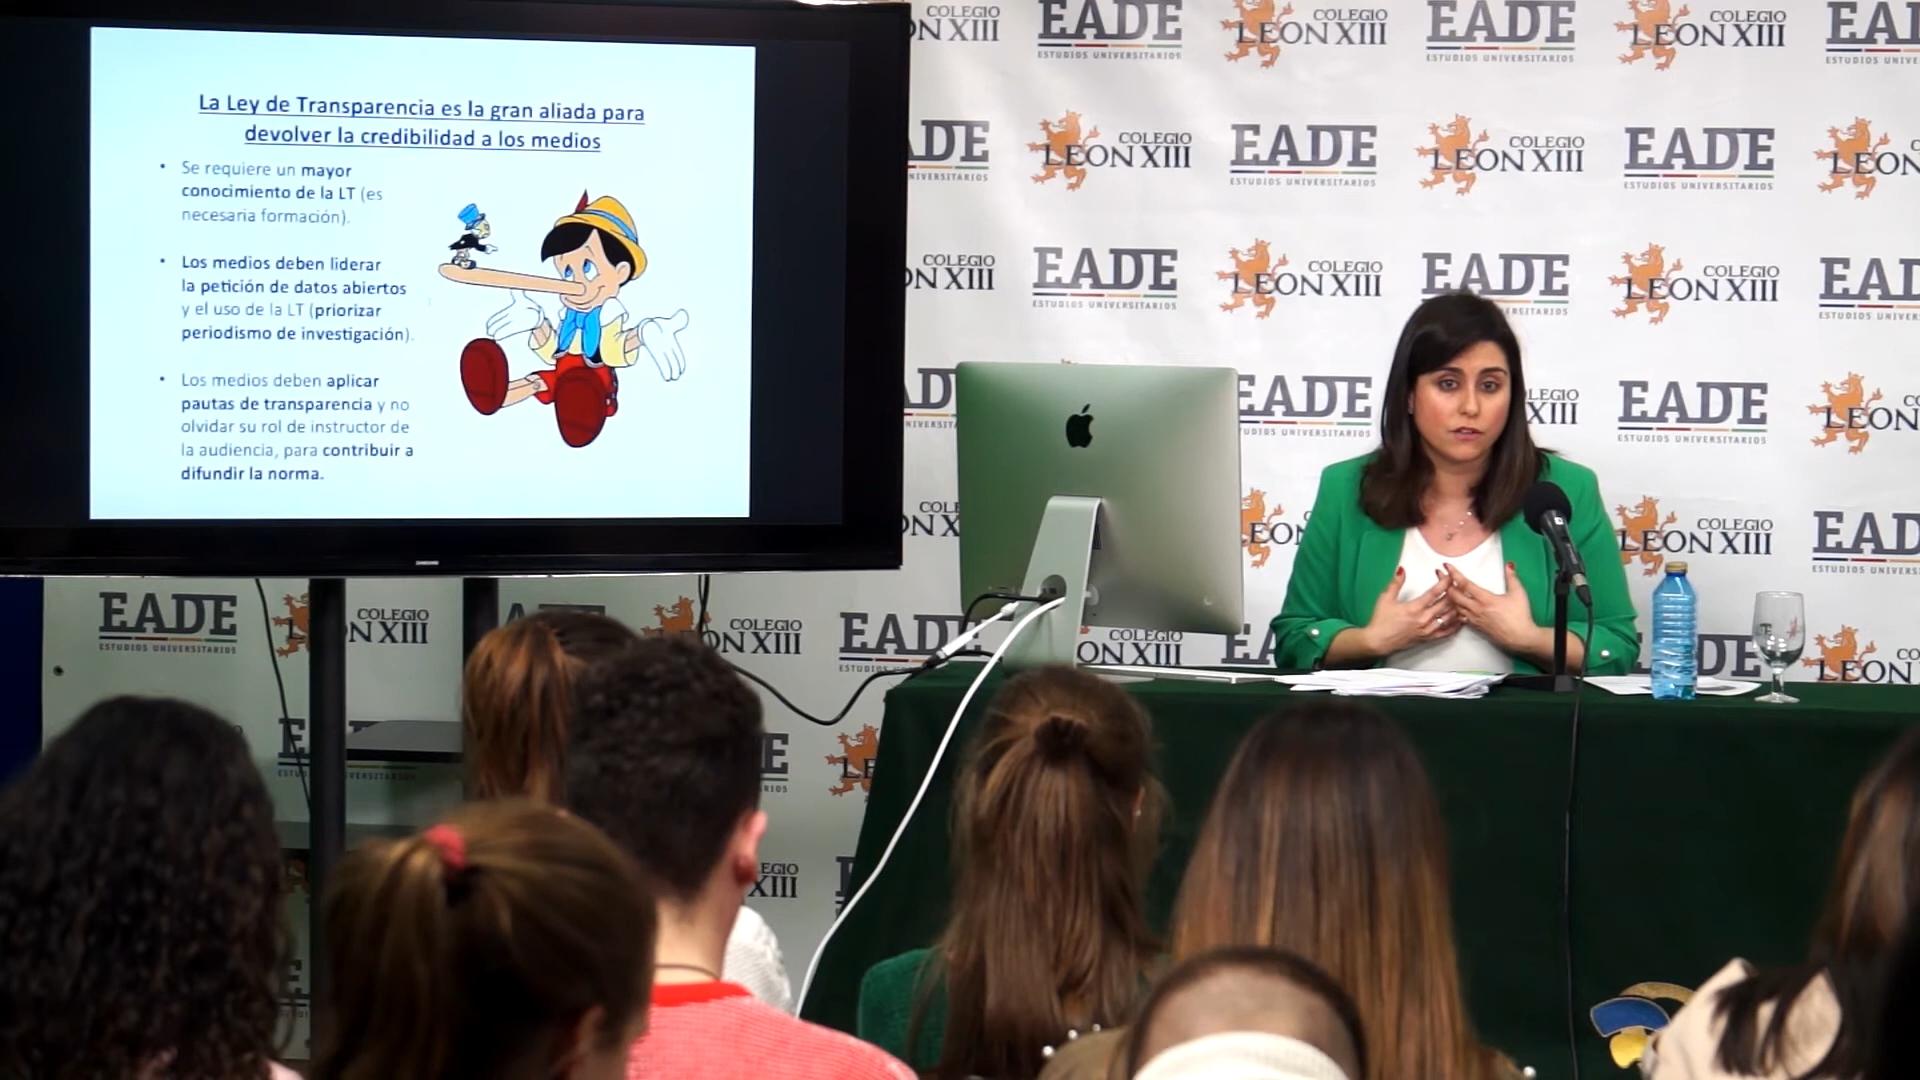 La Ley de Transparencia es la gran aliada para
devolver la credibilidad a los medios
• Se requiere un mayor
conocimiento de la LT (es
necesaria formación).
• Los medios deben liderar
la petición de datos abiertos
y el uso de la LT (priorizar
periodismo de investigación).
• Los medios deben aplicar
pautas de transparencia y no
olvidar su rol de instructor de
la audiencia, para contribuir a
difundir la norma.
SAMSUNG
EADE
ESTUDIOS UNIVERSITARIOS
COLEGIO
LEON XIII